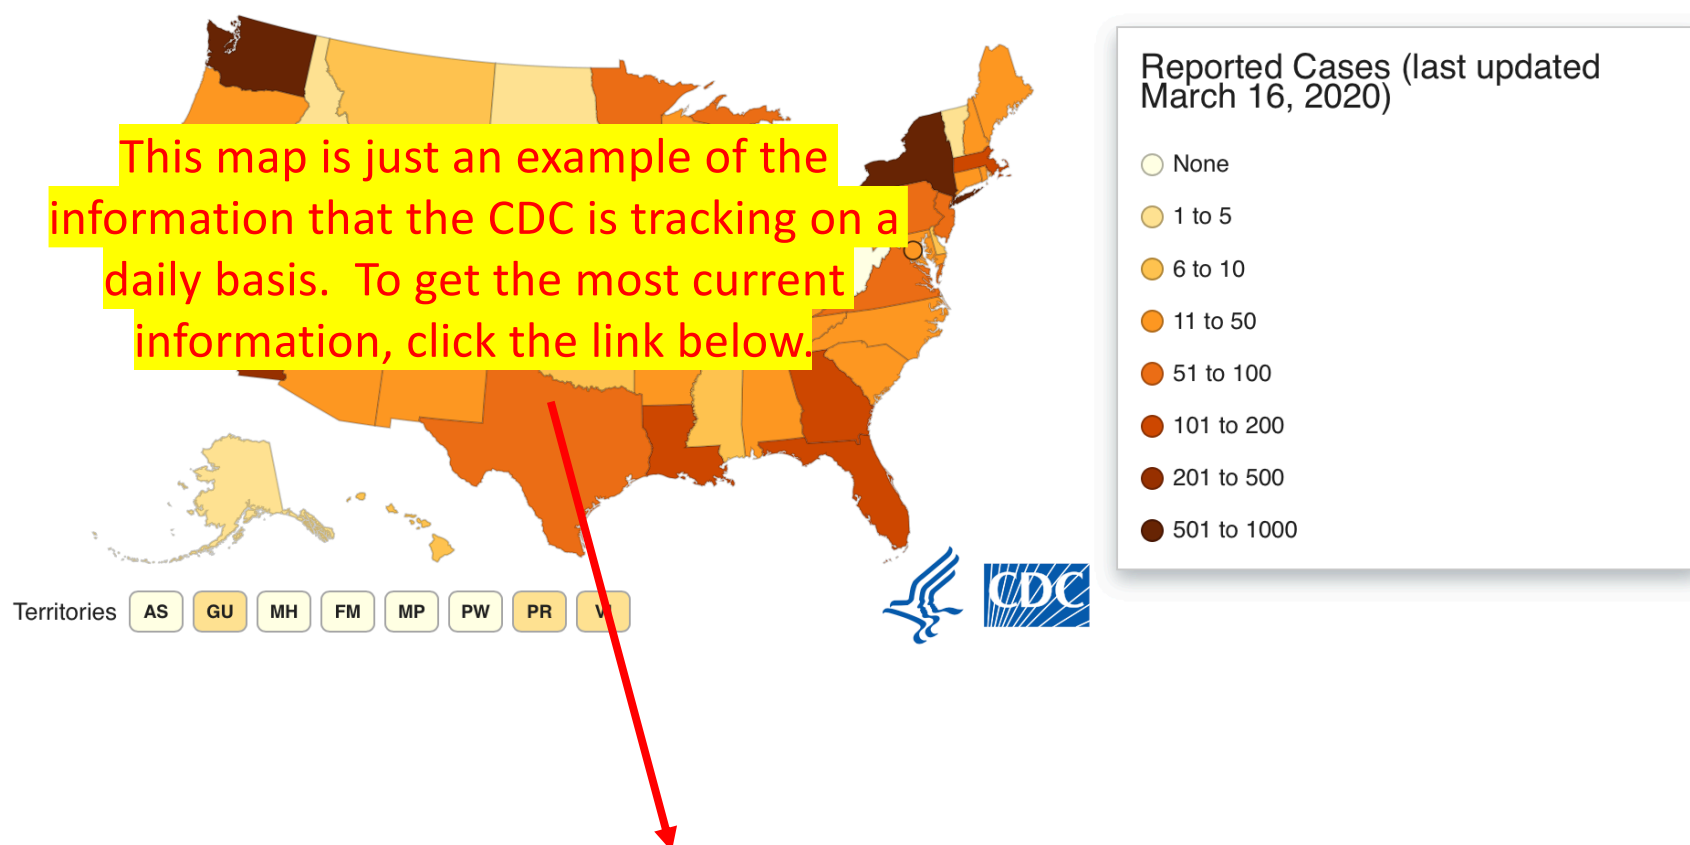 This map is just an example of the
information that the CDC is tracking on a
daily basis.  To get the most current
information, click the link below.
Reported Cases (last updated
March 16, 2020)
None
1 to 5
6 to 10
11 to 50
51 to 100
101 to 200
201 to 500
501 to 1000
Territories AS GU MH FM MP PW PR
CDC